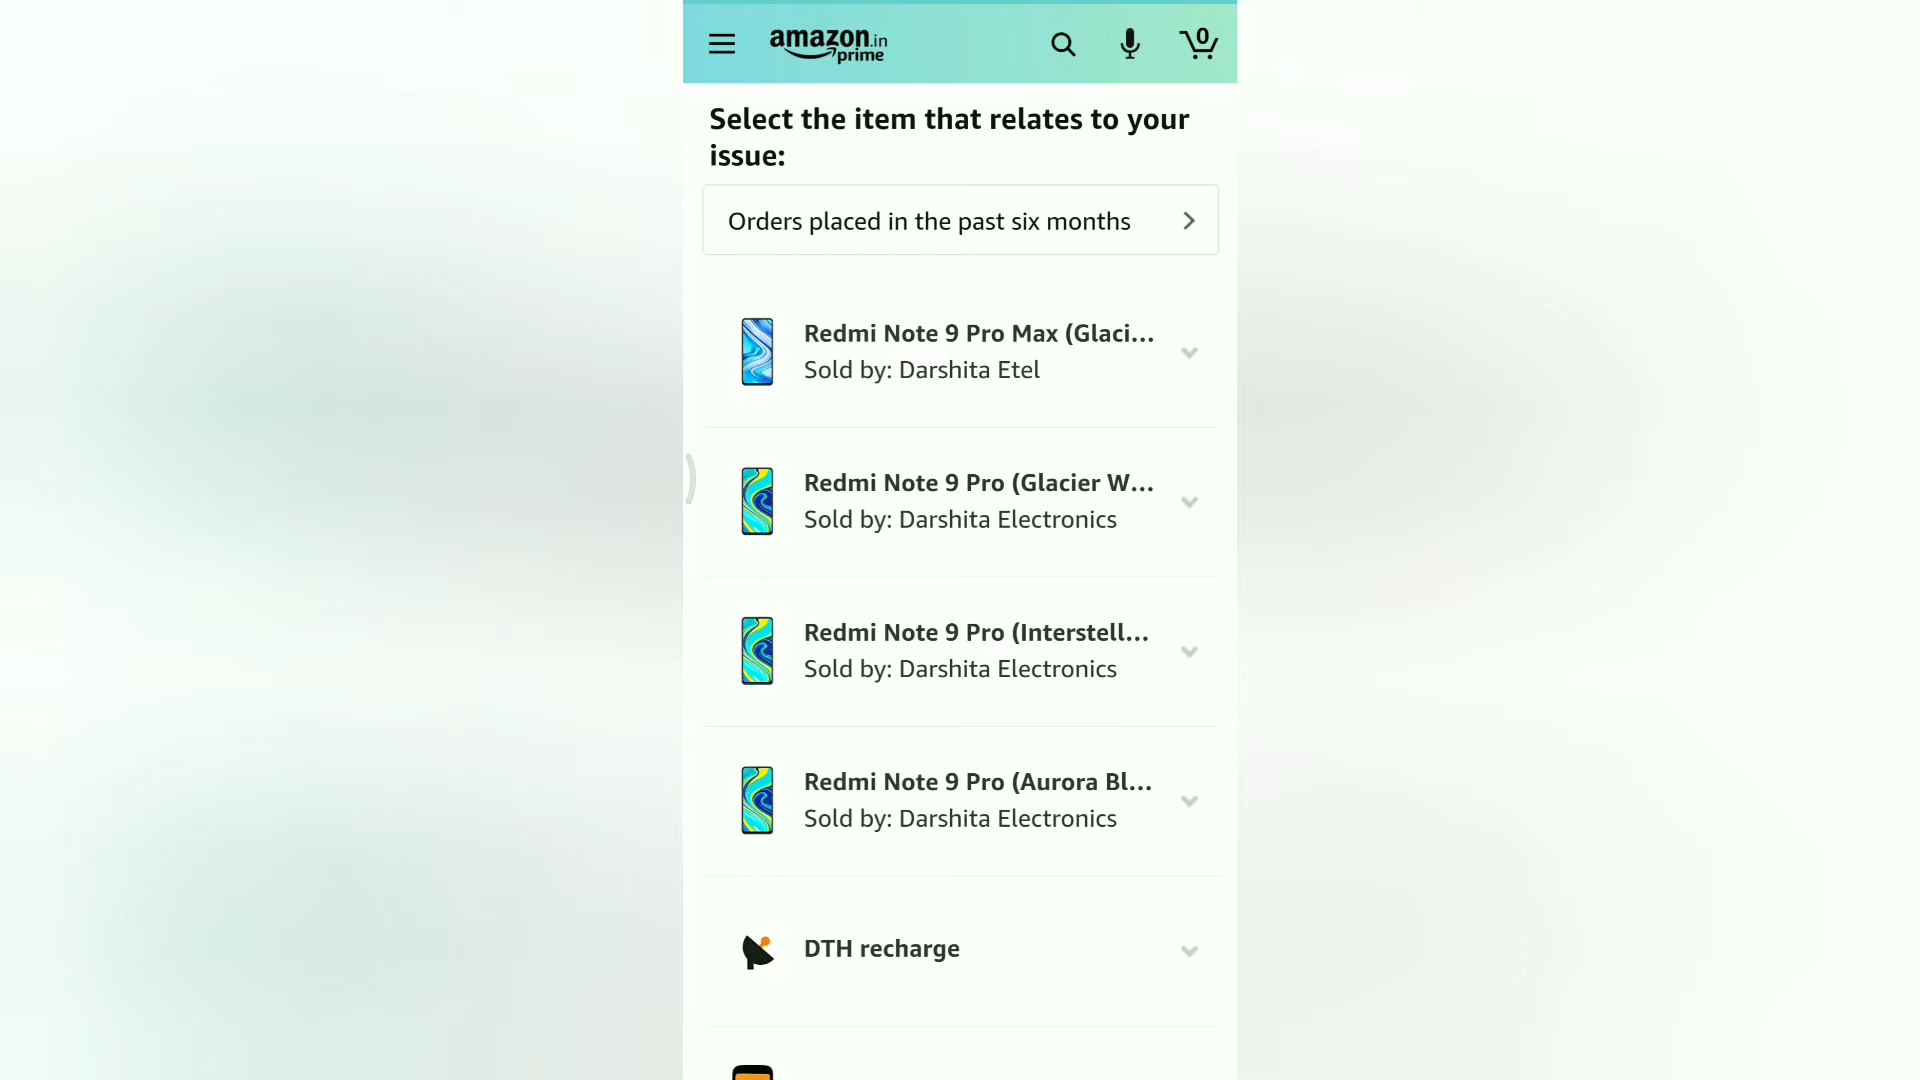 amazon.in
prime
0
Select the item that relates to your
issue:
Orders placed in the past six months
Redmi Note 9 Pro Max (Glaci...
Sold by: Darshita Etel
Redmi Note 9 Pro (Glacier W...
Sold by: Darshita Electronics
Redmi Note 9 Pro (Interstell...
Sold by: Darshita Electronics
Redmi Note 9 Pro (Aurora Bl...
Sold by: Darshita Electronics
DTH recharge